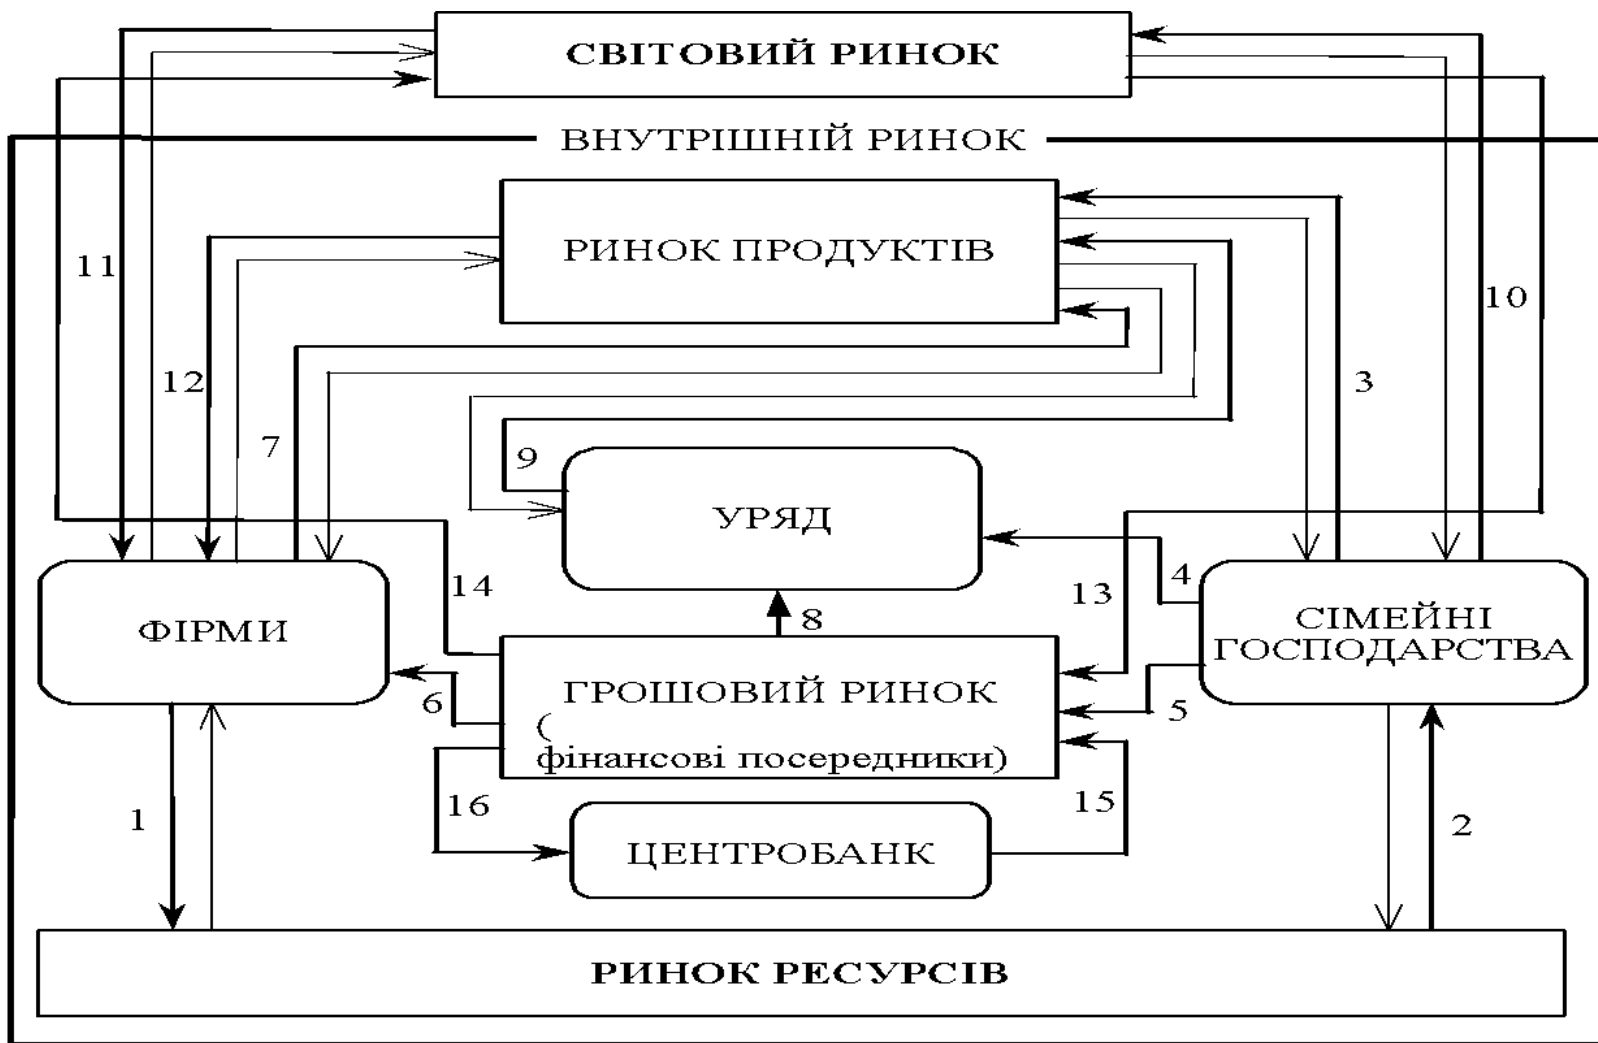 СВІТОВИЙ РИНОК
ВНУТРІШНІЙ РИНОК
РИНОК ПРОДУКТІВ
11
10
12
3
7
9
УРЯД
14
13
4
8
ФІРМИ
СІМЕЙНІ
ГОСПОДАРСТВА
ГРОШОВИЙ РИНОК
(
фінансові посередники)
6
5
16
15
1
2
ЦЕНТРОБАНК
РИНОК РЕСУРСІВ